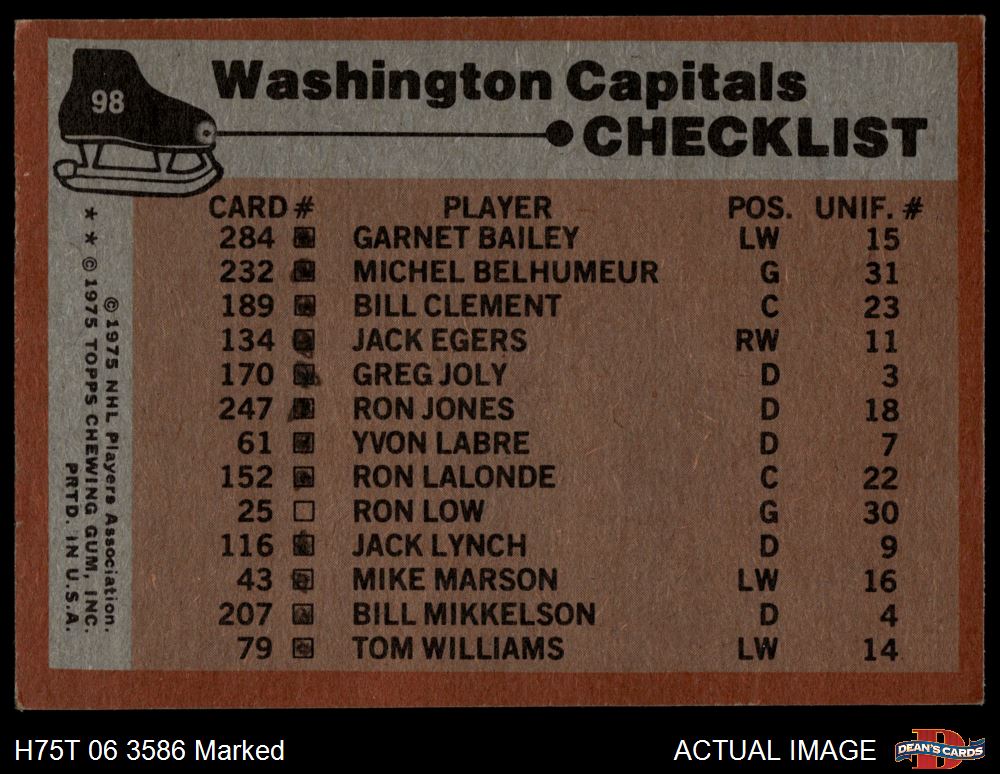 98
Washington Capitals
CHECKLIST
CARD # PLAYER POS. UNIF. #
284 GARNET BAILEY LW 15
232 MICHEL BELHUMEUR G 31
189 BILL CLEMENT C 23
134 JACK EGERS RW 11
170 GREG JOLY D 3
247 RON JONES D 18
61 YVON LABRE D 7
152 RON LALONDE C 22
25 RON LOW G 30
116 JACK LYNCH D 9
43 MIKE MARSON LW 16
207 BILL MIKKELSON D 4
79 TOM WILLIAMS LW 14
© 1975 NHL Players Association.
* * © 1975 TOPPS CHEWING GUM, INC.
PRTD. IN U.S.A.
H75T 06 3586 Marked
ACTUAL IMAGE
D
DEAN'S CARDS